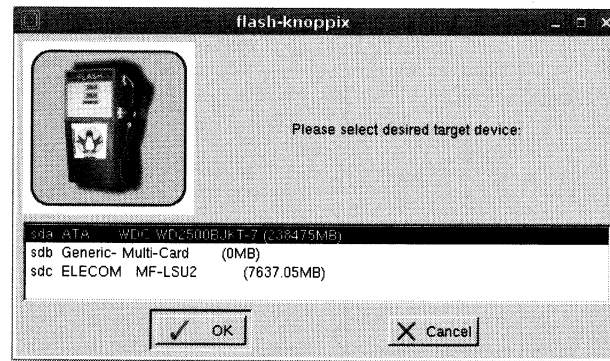 flash-knoppix
FLASH
Please select desired target device:
sda ATA WDC WD2500BJKT-7 (238475MB)
sdb Generic- Multi-Card (0MB)
sdc ELECOM MF-LSU2 (7637.05MB)
OK
Cancel